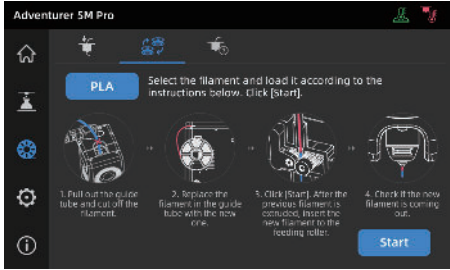 Adventurer 5M Pro
PLA
Select the filament and load it according to the
instructions below. Click [Start].
1. Pull out the guide
tube and cut off the
filament.
2. Replace the
filament in the guide
tube with the new
one.
3. Click [Start]. After the
previous filament is
extruded, insert the
new filament to the
feeding roller.
4. Check if the new
filament is coming
out.
Start